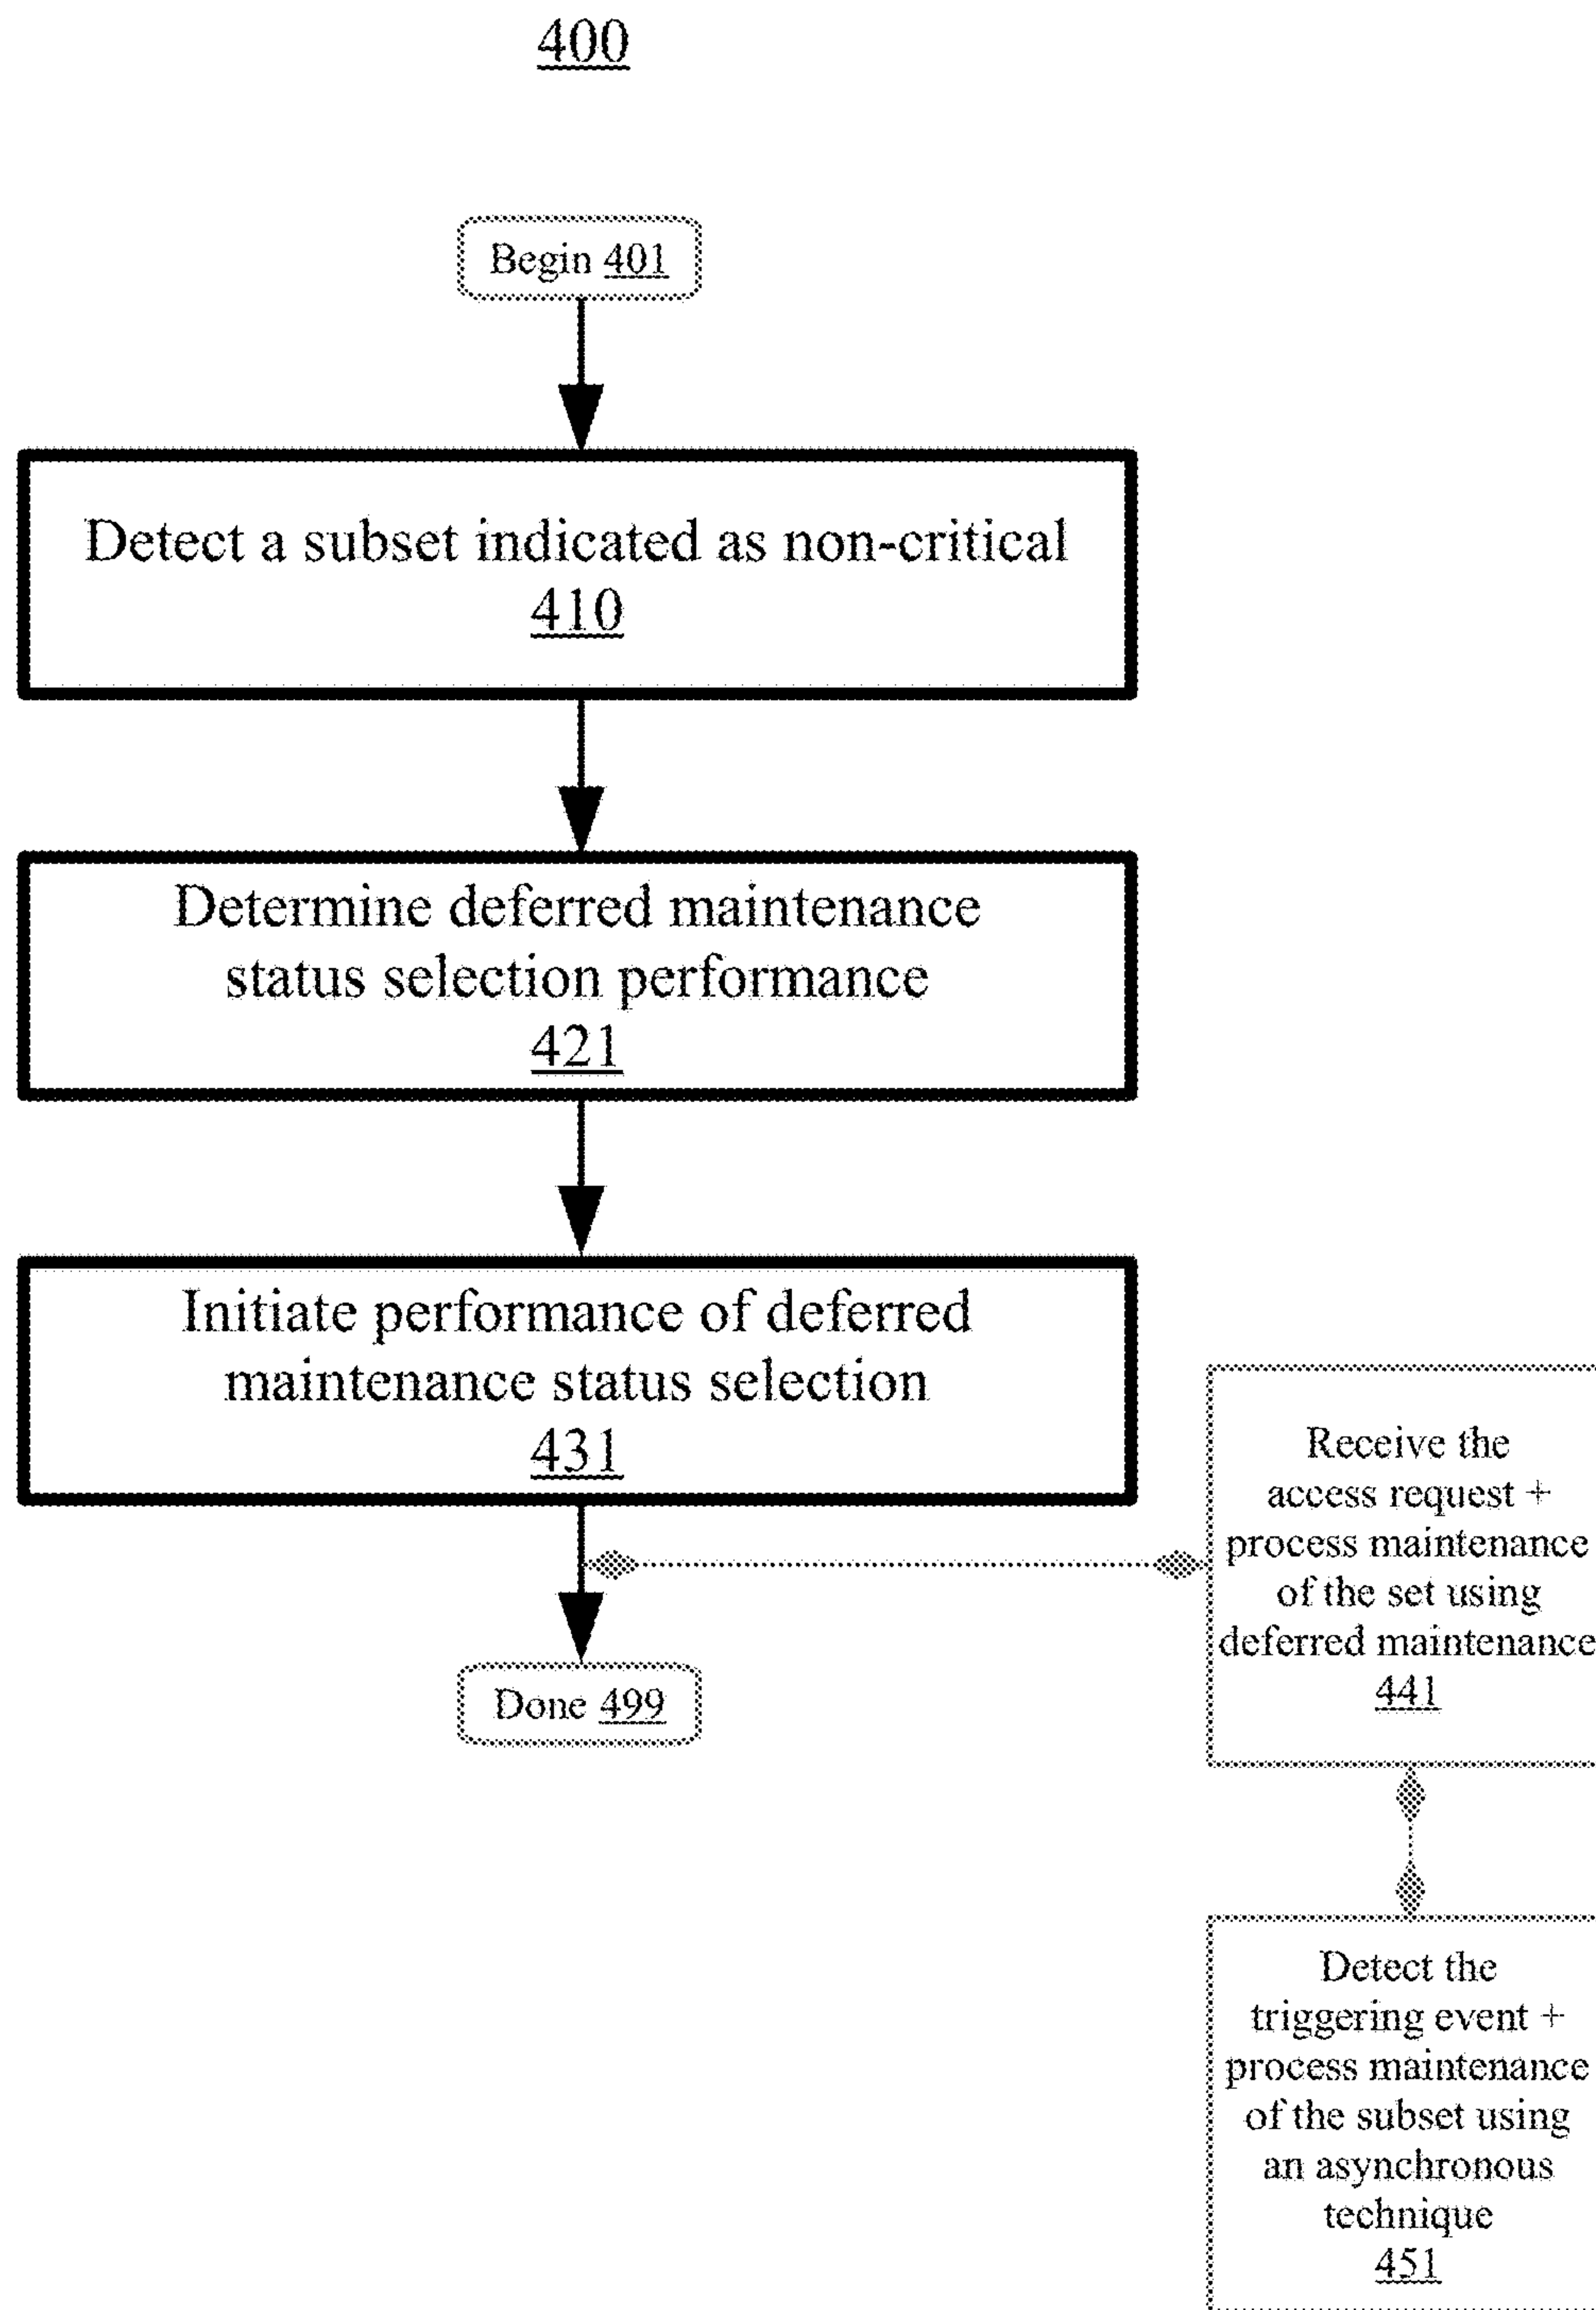 400
Begin 401
Detect a subset indicated as non-critical
410
Determine deferred maintenance
status selection performance
421
Initiate performance of deferred
maintenance status selection
431
Done 499
Receive the
access request +
process maintenance
of the set using
deferred maintenance
441
Detect the
triggering event +
process maintenance
of the subset using
an asynchronous
technique
451